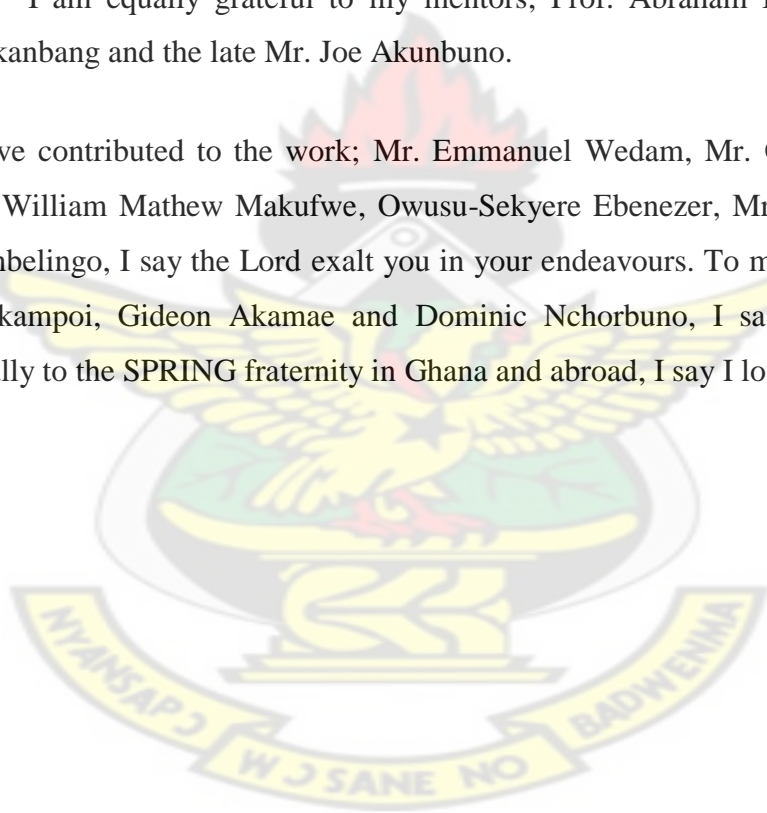 I am equally grateful to my mentors, Prof. Abraham
kanbang and the late Mr. Joe Akunbuno.
ve contributed to the work; Mr. Emmanuel Wedam, Mr.
William Mathew Makufwe, Owusu-Sekyere Ebenezer, Mr
nbelingo, I say the Lord exalt you in your endeavours. To m
kampoi, Gideon Akamae and Dominic Nchorbuno, I sa
lly to the SPRING fraternity in Ghana and abroad, I say I lo
NYANSAPƆ WƆSANE NO BADWENMA